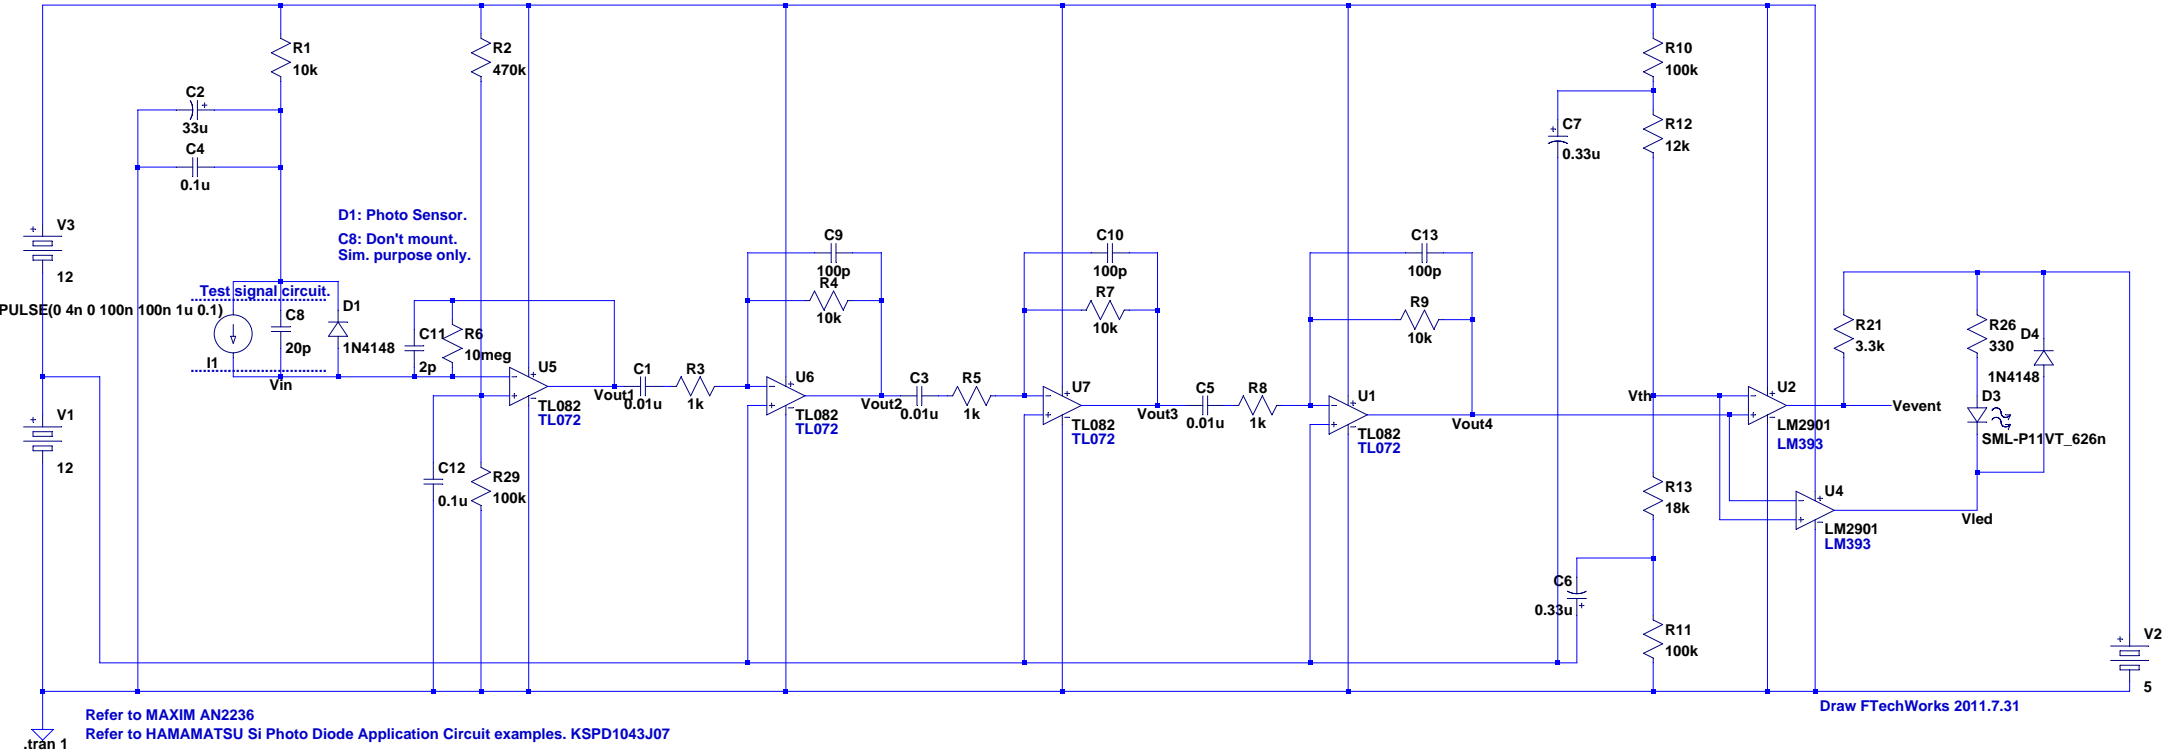 R1
10k
R2
470k
R10
100k
C2
+
33u
C4
0.1u
C7
+
0.33u
R12
12k
D1: Photo Sensor.
C8: Don't mount.
Sim. purpose only.
V3
+
12
C9
100p
R4
10k
C10
100p
R7
10k
C13
100p
R9
10k
Test signal circuit.
PULSE(0 4n 0 100n 100n 1u 0.1)
I1
C8
20p
D1
1N4148
Vin
C11
2p
R6
10meg
U5
TL082
TL072
Vout1
C1
0.01u
R3
1k
U6
TL082
TL072
Vout2
C3
0.01u
R5
1k
U7
TL082
TL072
Vout3
C5
0.01u
R8
1k
U1
TL082
TL072
Vout4
Vth
U2
LM2901
LM393
Vevent
R21
3.3k
R26
330
D4
1N4148
D3
SML-P11VT_626n
V1
+
12
C12
0.1u
R29
100k
R13
18k
U4
LM2901
LM393
Vled
C6
0.33u
+
R11
100k
V2
+
5
Draw FTechWorks 2011.7.31
Refer to MAXIM AN2236
Refer to HAMAMATSU Si Photo Diode Application Circuit examples. KSPD1043J07
.tran 1